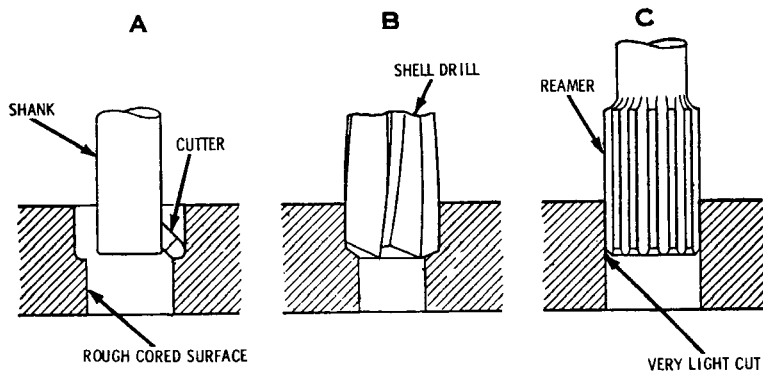 A
B
C
SHELL DRILL
REAMER
SHANK
CUTTER
ROUGH CORED SURFACE
VERY LIGHT CUT